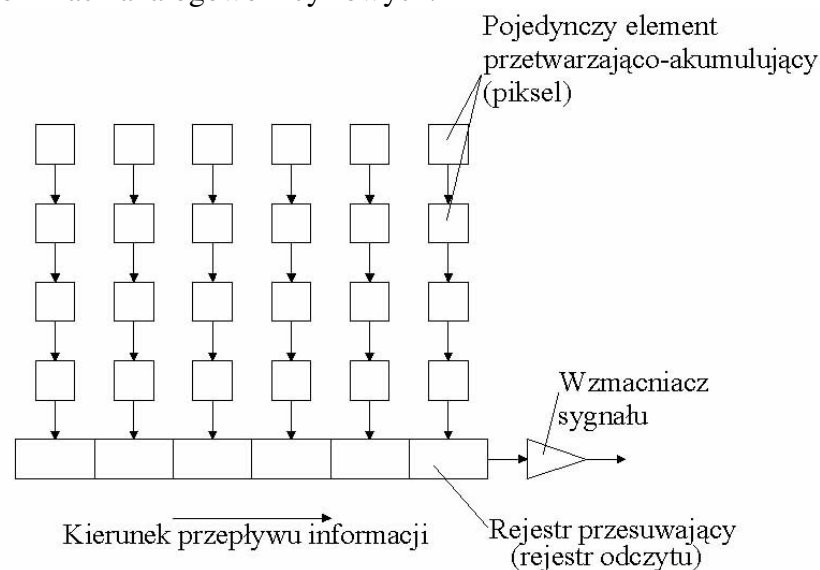 Pojedynczy element
przetwarzająco-akumulujący
(piksel)
Wzmacniacz
sygnału
Kierunek przepływu informacji
Rejestr przesuwający
(rejestr odczytu)